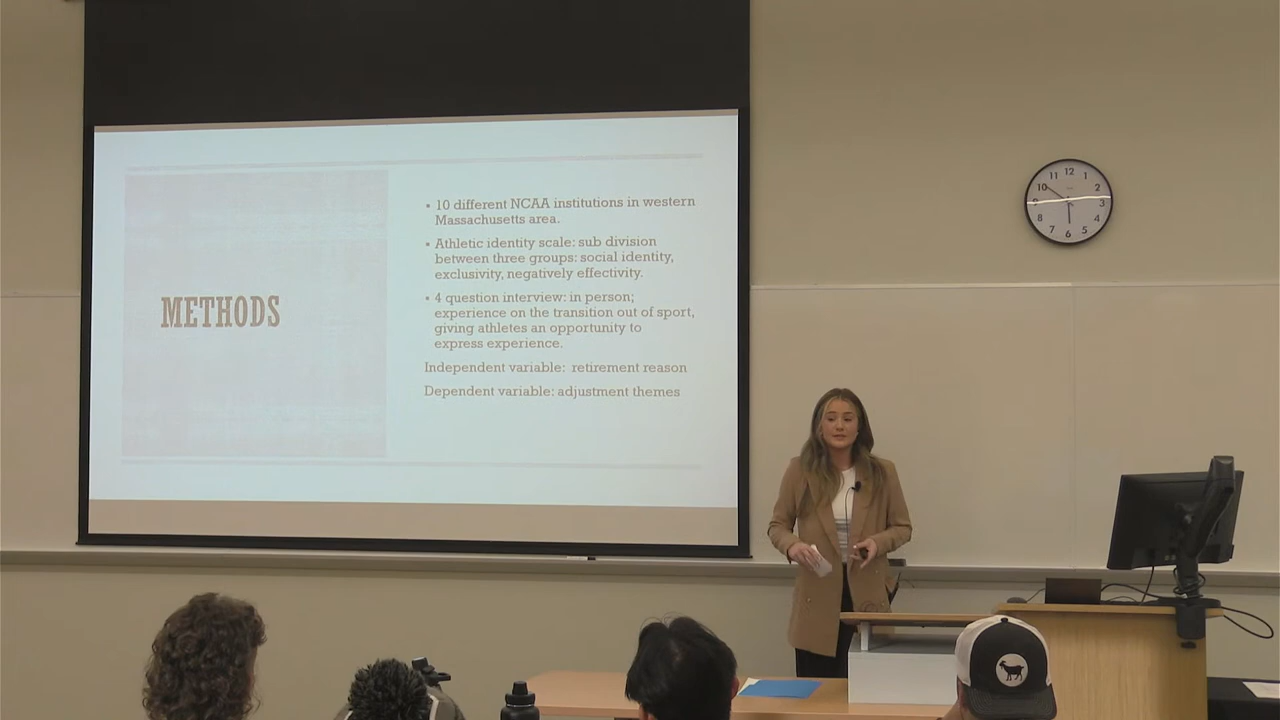 METHODS
• 10 different NCAA institutions in western
Massachusetts area.
• Athletic identity scale: sub division
between three groups: social identity,
exclusivity, negatively effectivity.
• 4 question interview: in person;
experience on the transition out of sport,
giving athletes an opportunity to
express experience.
Independent variable: retirement reason
Dependent variable: adjustment themes
12
1
2
3
4
5
6
7
8
9
10
11